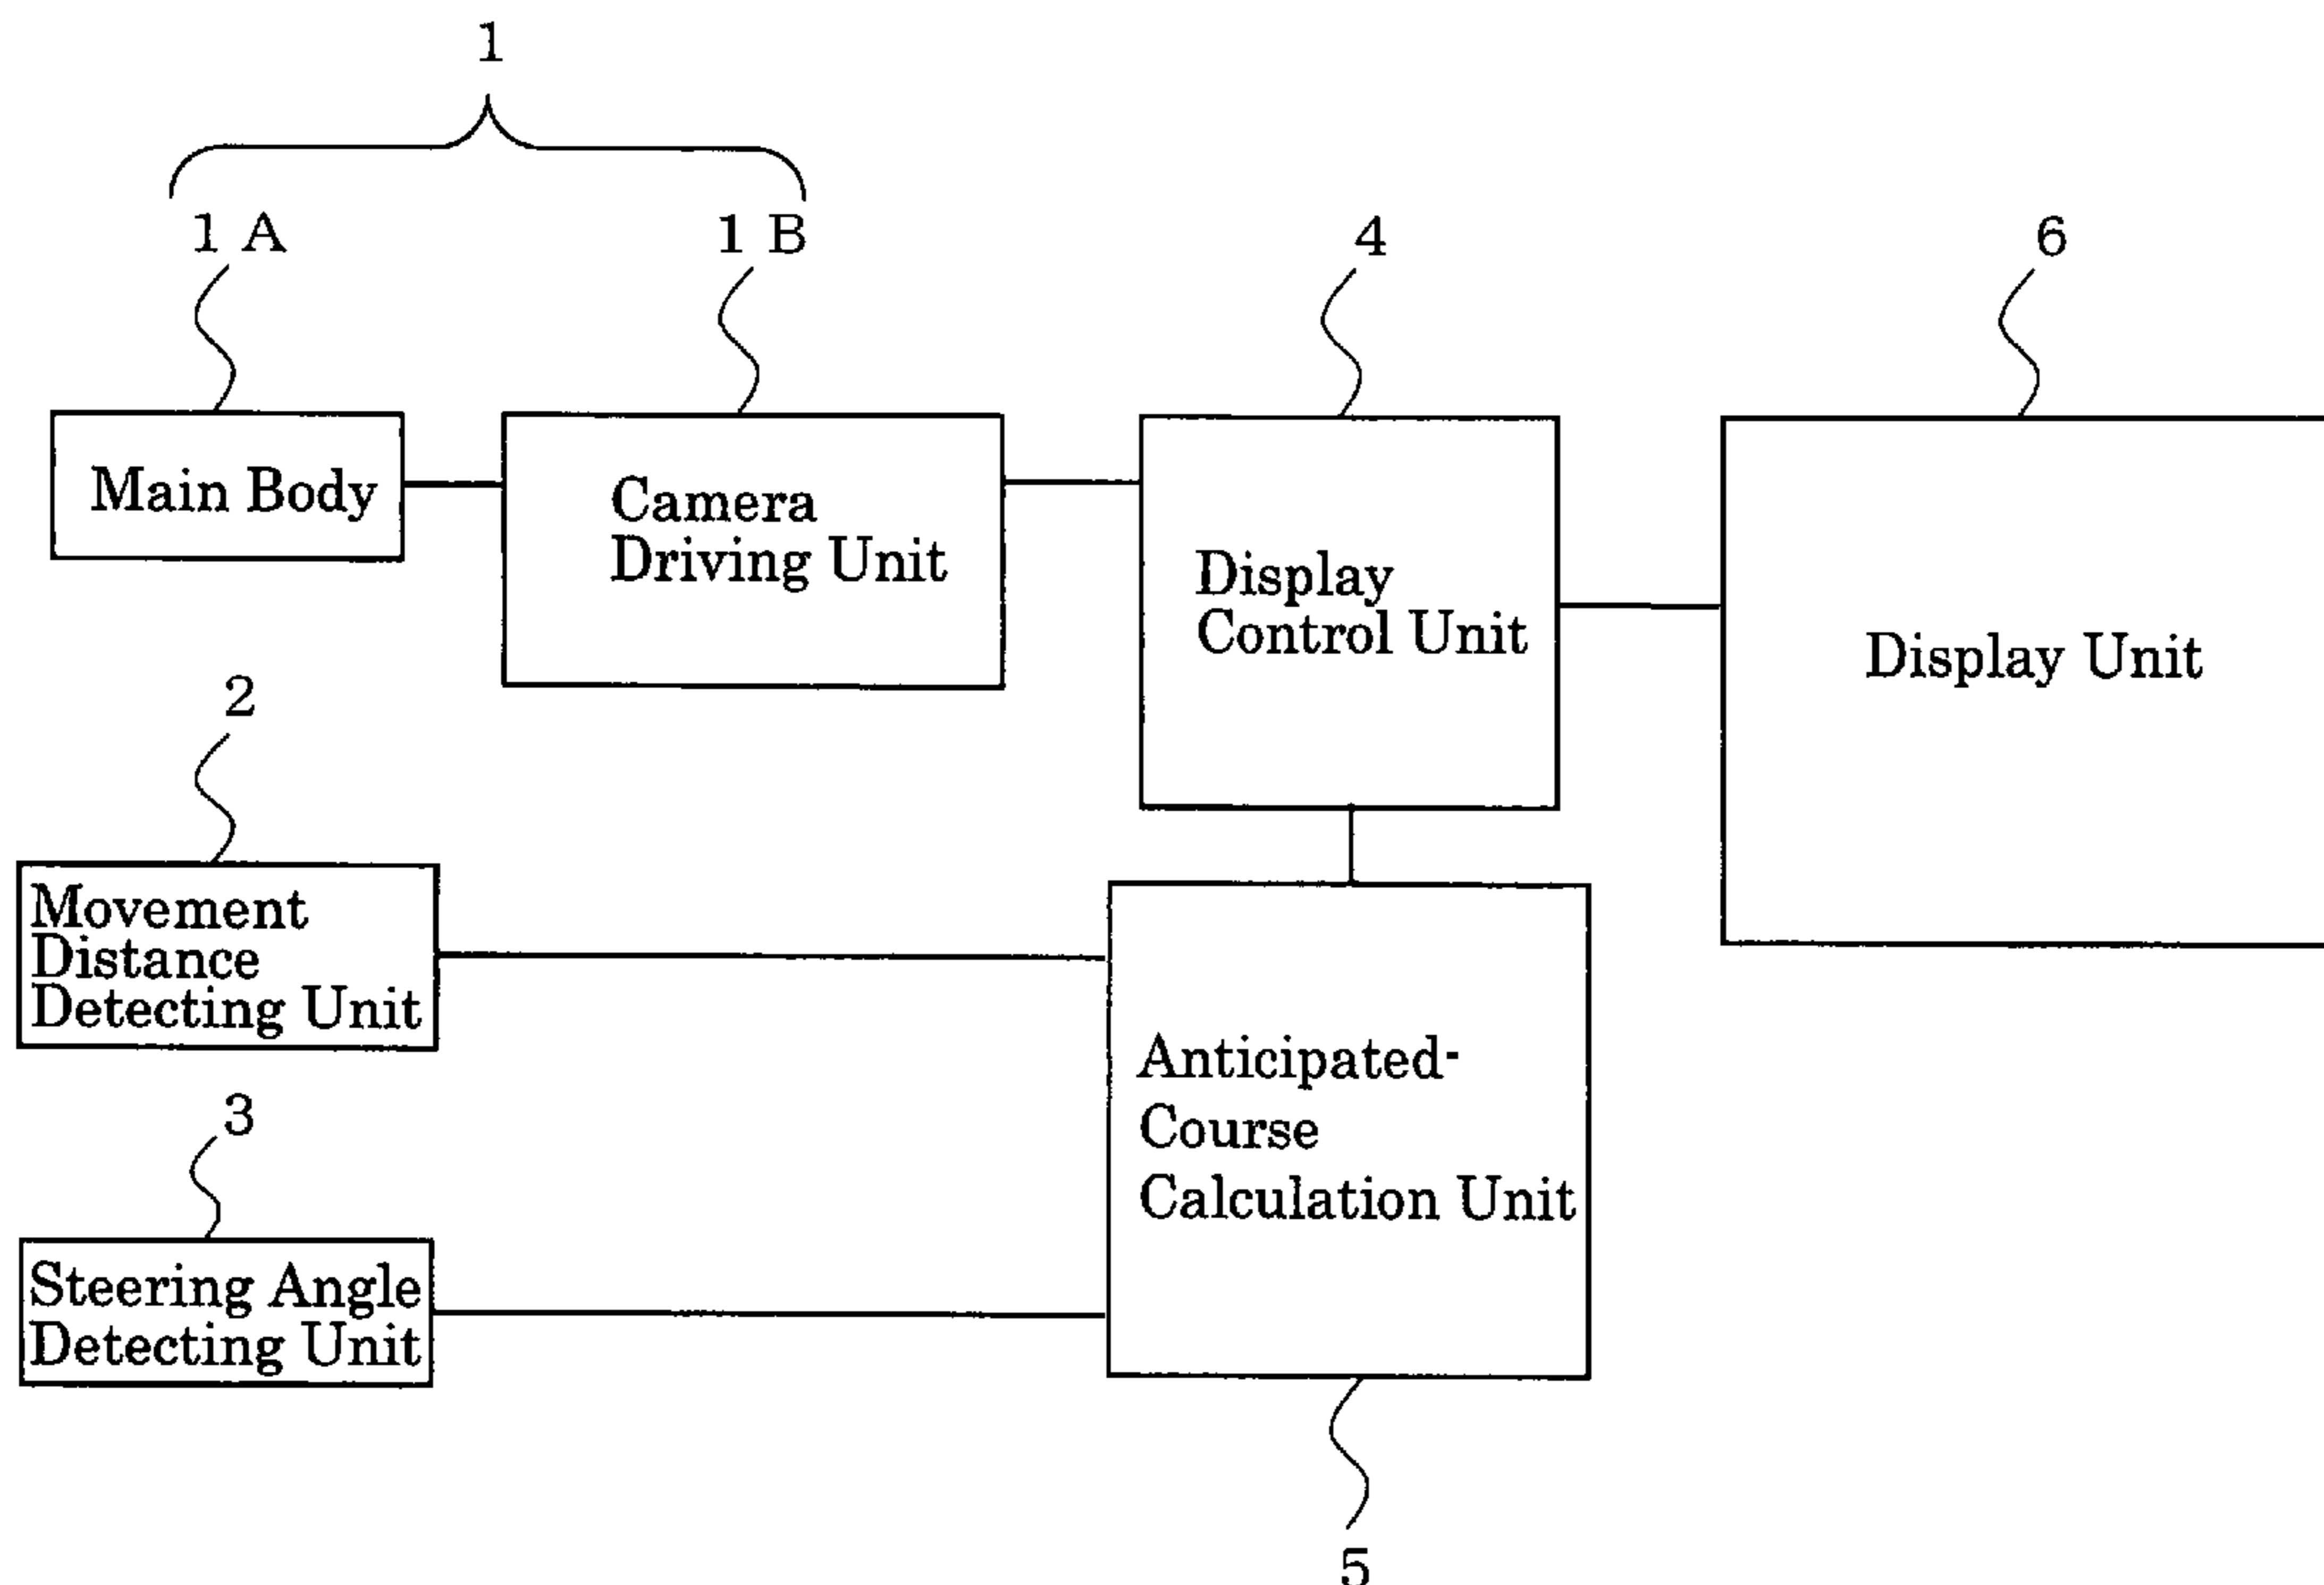 1
1 A
1 B
4
6
Main Body
Camera
Driving Unit
Display
Control Unit
Display Unit
2
Movement
Distance
Detecting Unit
Anticipated-
Course
Calculation Unit
3
Steering Angle
Detecting Unit
5